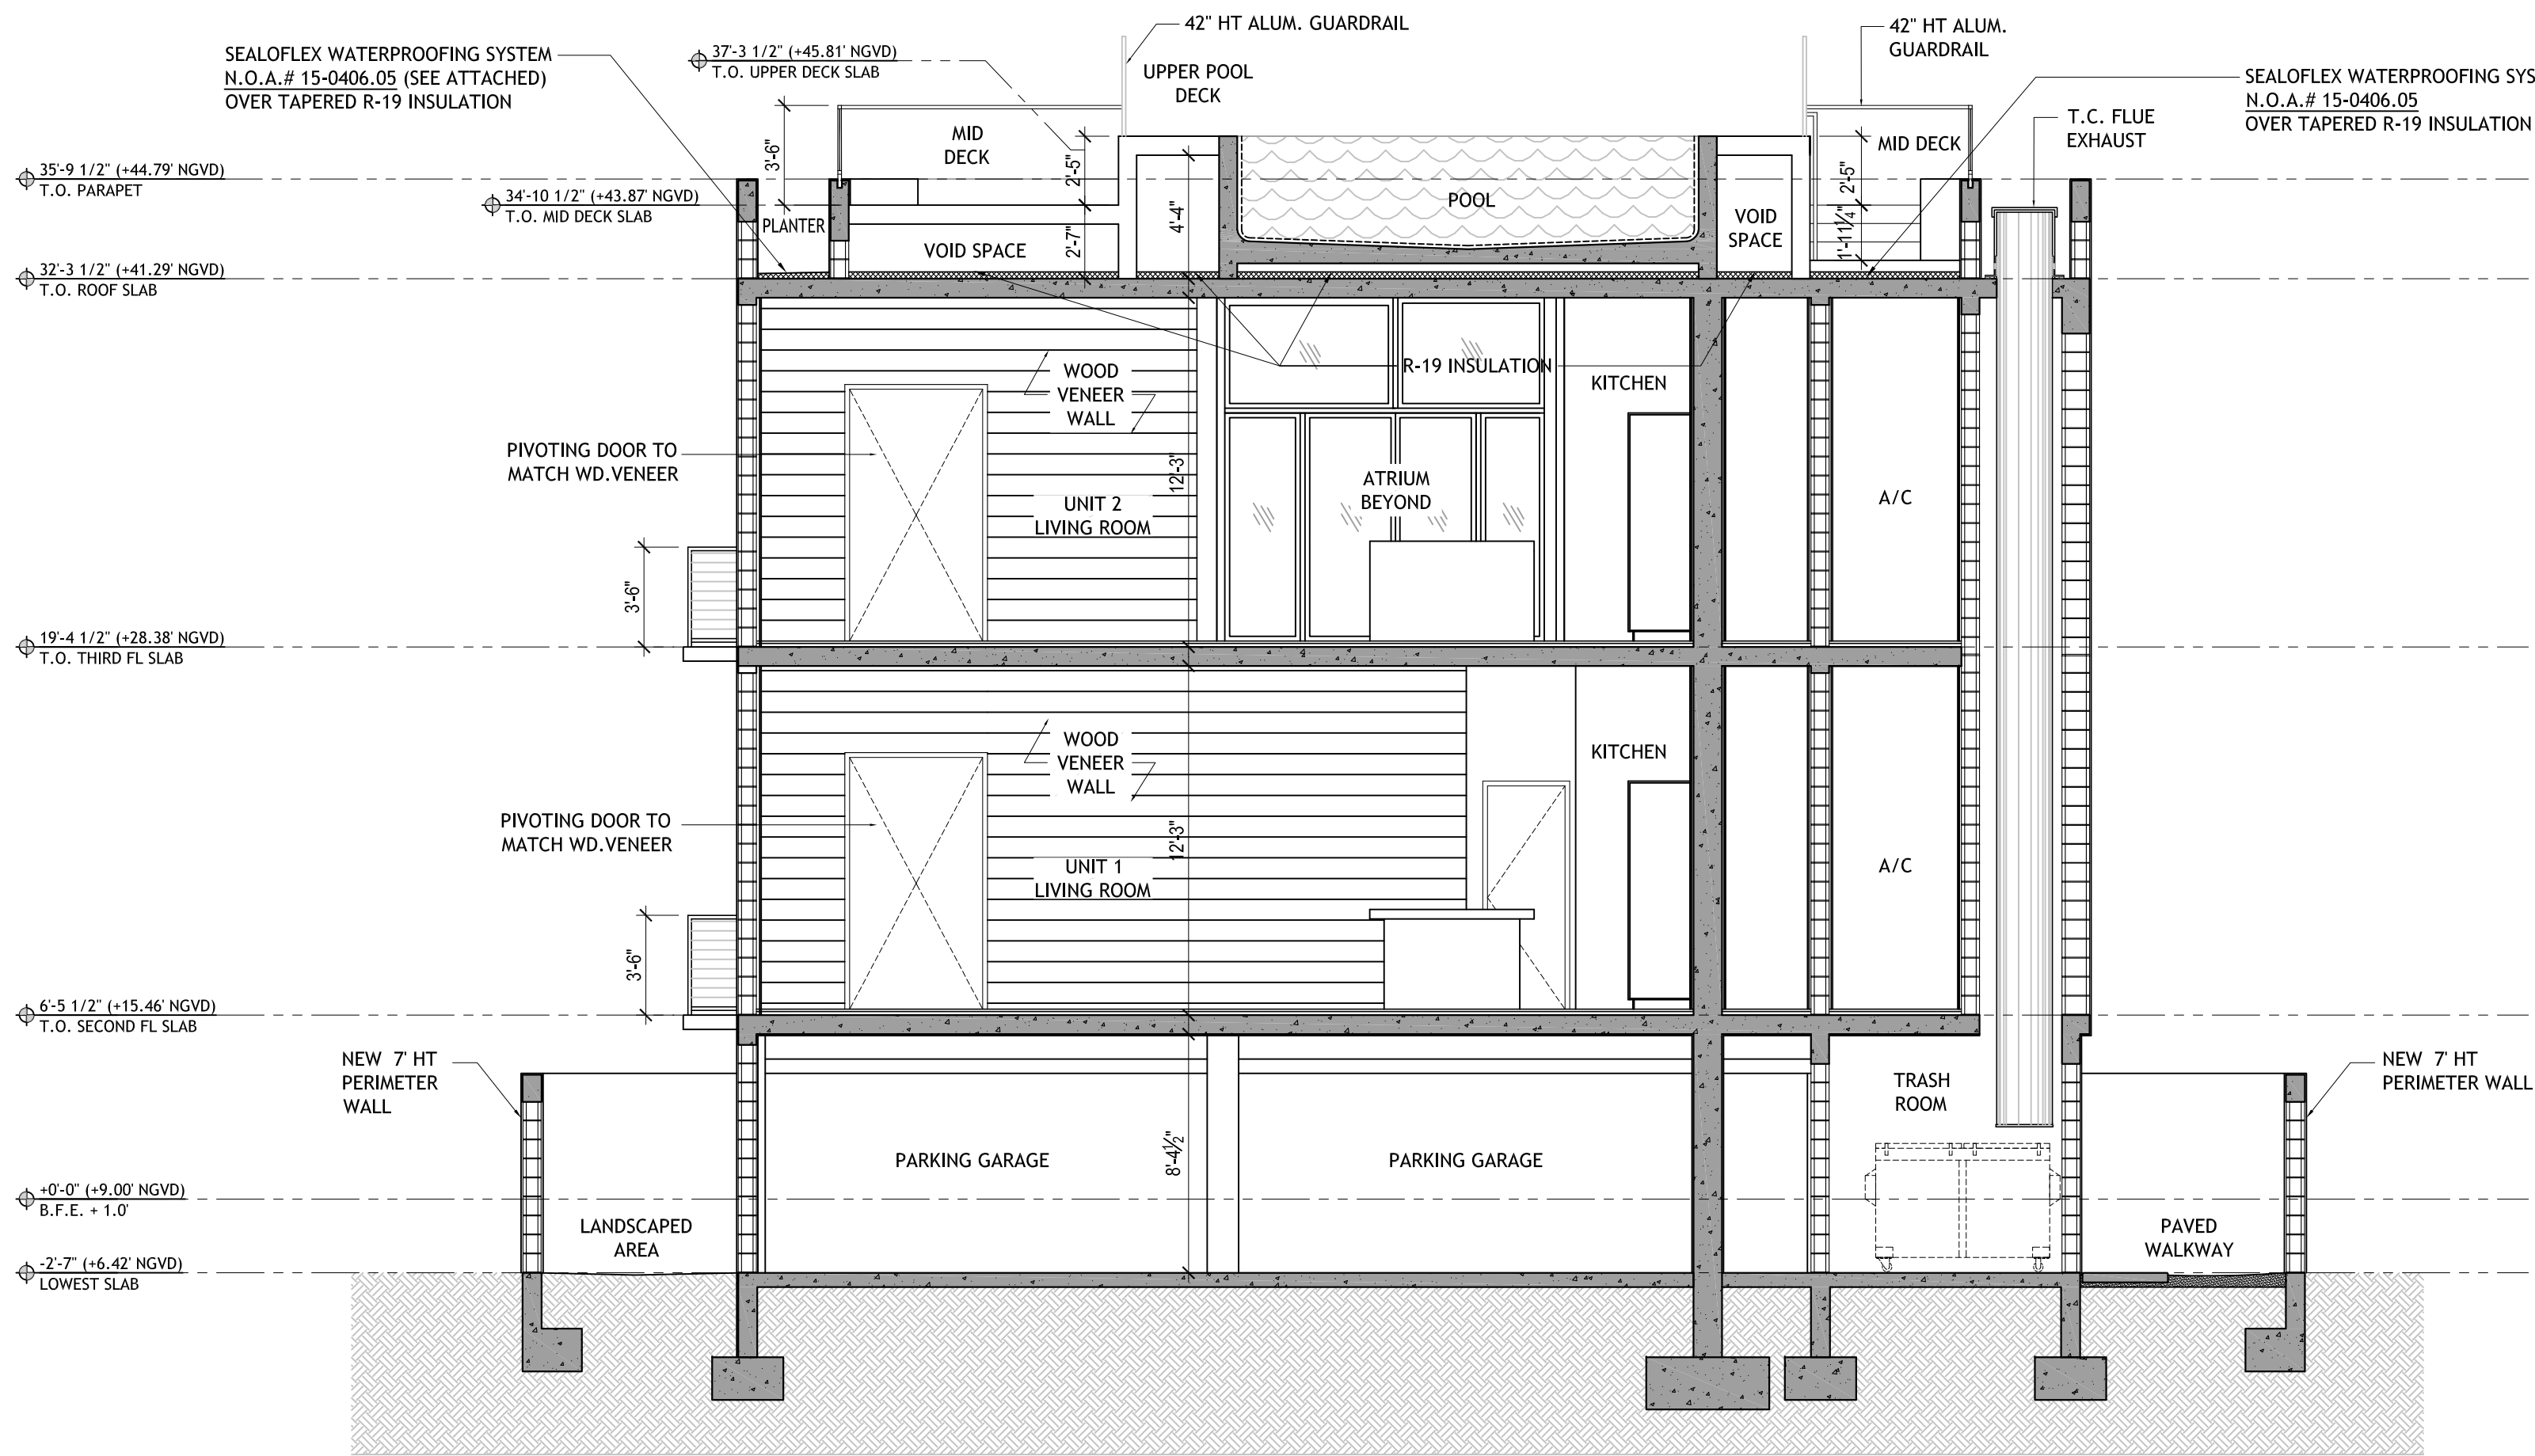 SEALOFLEX WATERPROOFING SYSTEM
N.O.A.# 15-0406.05 (SEE ATTACHED)
OVER TAPERED R-19 INSULATION
37'-3 1/2" (+45.81' NGVD)
T.O. UPPER DECK SLAB
42" HT ALUM. GUARDRAIL
UPPER POOL
DECK
42" HT ALUM.
GUARDRAIL
SEALOFLEX WATERPROOFING SYS
N.O.A.# 15-0406.05
OVER TAPERED R-19 INSULATION
T.C. FLUE
EXHAUST
MID
DECK
MID DECK
3'-6"
2'-5"
2'-5"
35'-9 1/2" (+44.79' NGVD)
T.O. PARAPET
34'-10 1/2" (+43.87' NGVD)
T.O. MID DECK SLAB
PLANTER
POOL
4'-4"
VOID
SPACE
VOID SPACE
2'-7"
1'-11 1/4"
32'-3 1/2" (+41.29' NGVD)
T.O. ROOF SLAB
WOOD
VENEER
WALL
R-19 INSULATION
KITCHEN
PIVOTING DOOR TO
MATCH WD.VENEER
12'-3"
ATRIUM
BEYOND
A/C
UNIT 2
LIVING ROOM
3'-6"
19'-4 1/2" (+28.38' NGVD)
T.O. THIRD FL SLAB
WOOD
VENEER
WALL
KITCHEN
PIVOTING DOOR TO
MATCH WD.VENEER
12'-3"
UNIT 1
LIVING ROOM
A/C
3'-6"
6'-5 1/2" (+15.46' NGVD)
T.O. SECOND FL SLAB
NEW 7' HT
PERIMETER
WALL
NEW 7' HT
PERIMETER WALL
TRASH
ROOM
PARKING GARAGE
8'-4 1/2"
PARKING GARAGE
+0'-0" (+9.00' NGVD)
B.F.E. + 1.0'
LANDSCAPED
AREA
PAVED
WALKWAY
-2'-7" (+6.42' NGVD)
LOWEST SLAB